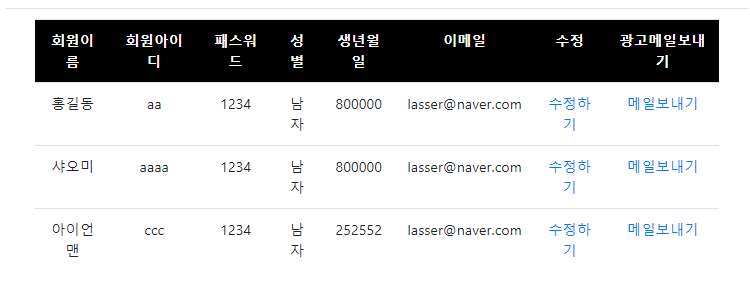 회원이름 회원아이디 패스워드 성별 생년월일 이메일 수정 광고메일보내기
홍길동 aa 1234 남자 800000 lasser@naver.com 수정하기 메일보내기
샤오미 aaaa 1234 남자 800000 lasser@naver.com 수정하기 메일보내기
아이언맨 ccc 1234 남자 252552 lasser@naver.com 수정하기 메일보내기